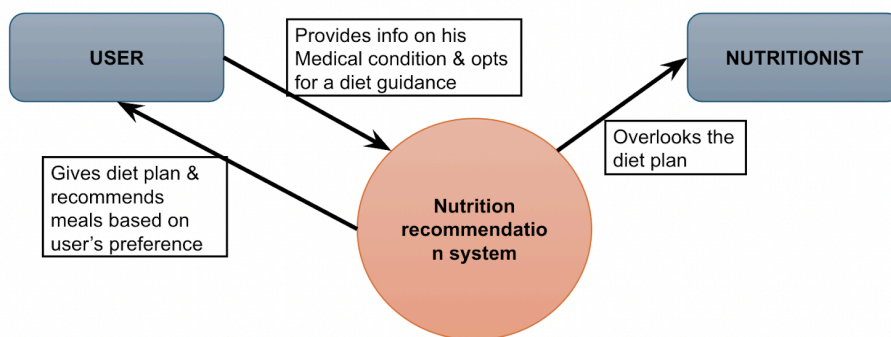 USER
Provides info on his
Medical condition & opts
for a diet guidance
NUTRITIONIST
Overlooks the
diet plan
Gives diet plan &
recommends
meals based on
user's preference
Nutrition
recommendatio
n system